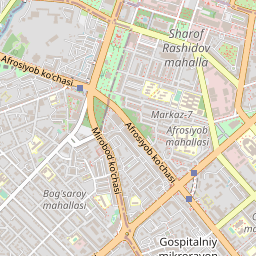 Sharof
Rashidov
mahalla
Afrosiyob ko'chasi
Markaz-7
Afrosiyob
mahallasi
Afrosiyob ko'chasi
Mirobod ko'chasi
Bog saroy
mahallasi
Gospitalniy
mikrorayon